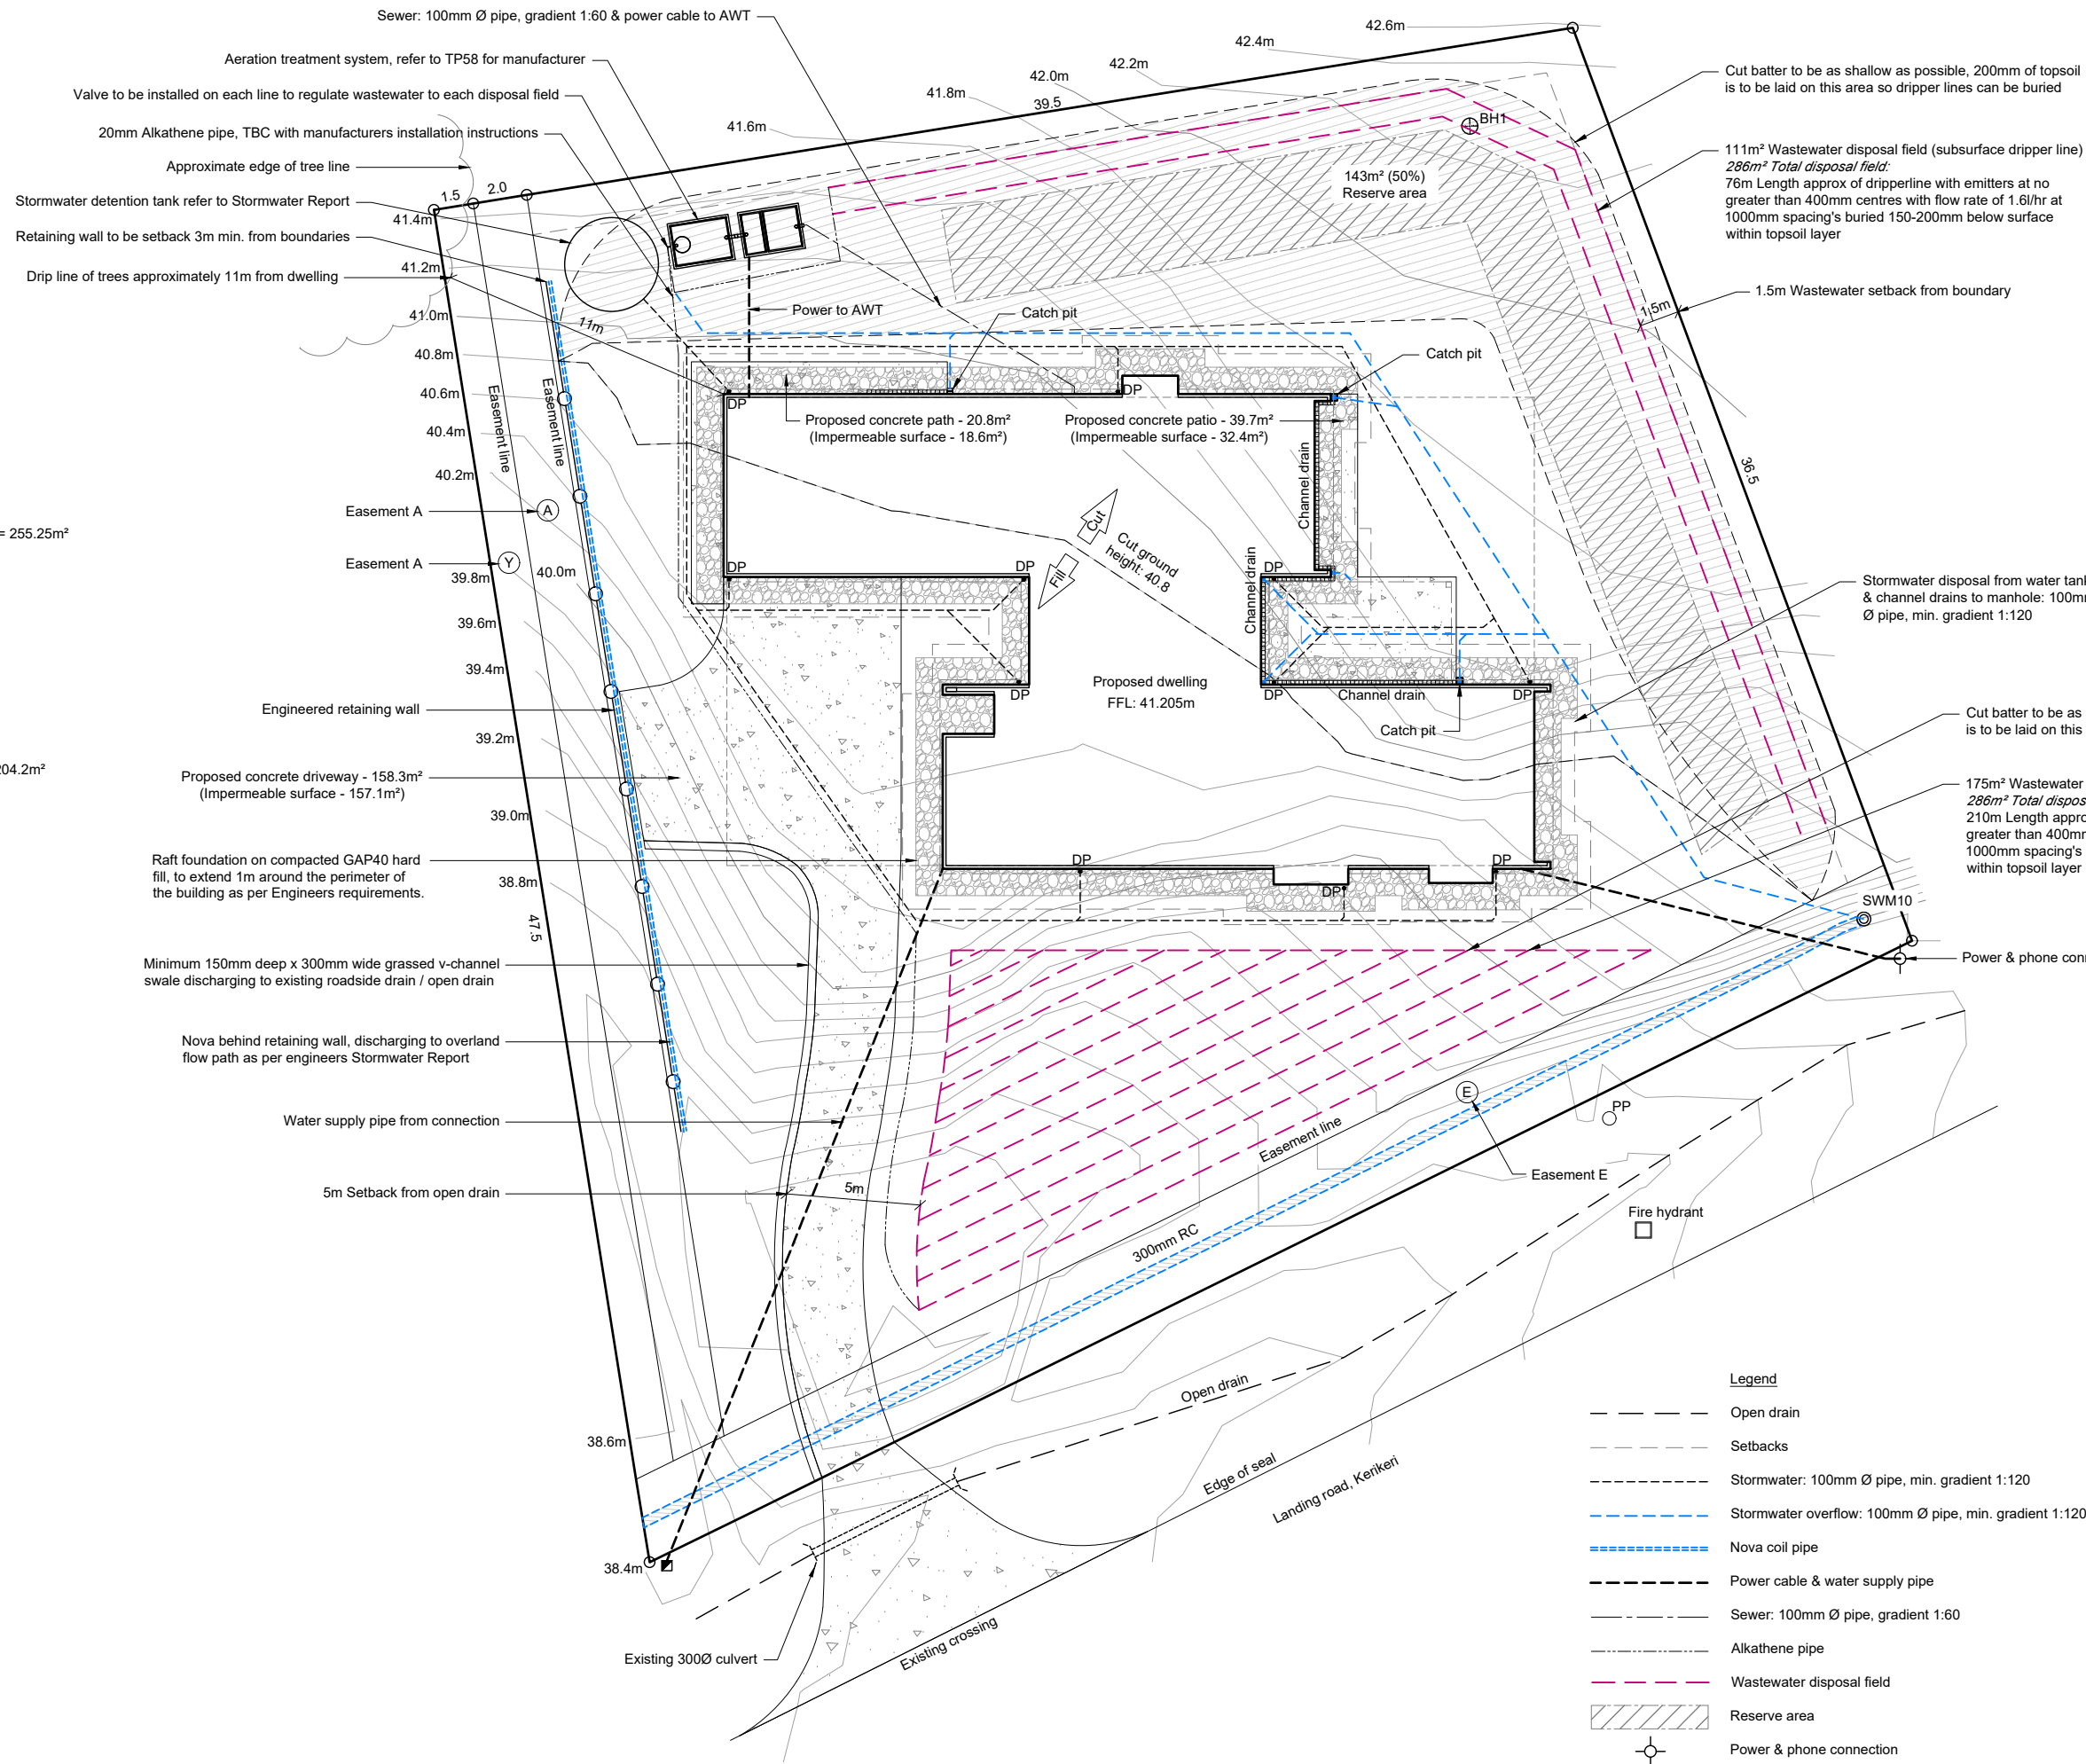 Sewer: 100mm Ø pipe, gradient 1:60 & power cable to AWT
Aeration treatment system, refer to TP58 for manufacturer
Valve to be installed on each line to regulate wastewater to each disposal field
20mm Alkathene pipe, TBC with manufacturers installation instructions
Approximate edge of tree line
Stormwater detention tank refer to Stormwater Report
Retaining wall to be setback 3m min. from boundaries
Drip line of trees approximately 11m from dwelling
1.5
2.0
39.5
42.6m
42.4m
42.2m
42.0m
41.8m
41.6m
41.4m
41.2m
41.0m
40.8m
40.6m
40.4m
40.2m
40.0m
39.8m
39.6m
39.4m
39.2m
39.0m
38.8m
38.6m
38.4m
47.5
36.5
Cut batter to be as shallow as possible, 200mm of topsoil
is to be laid on this area so dripper lines can be buried
111m² Wastewater disposal field (subsurface dripper line)
286m² Total disposal field:
76m Length approx of dripperline with emitters at no
greater than 400mm centres with flow rate of 1.6l/hr at
1000mm spacing's buried 150-200mm below surface
within topsoil layer
1.5m Wastewater setback from boundary
1.5m
BH1
143m² (50%)
Reserve area
11m
Power to AWT
Catch pit
Catch pit
DP
DP
Proposed concrete path - 20.8m²
(Impermeable surface - 18.6m²)
Proposed concrete patio - 39.7m²
(Impermeable surface - 32.4m²)
Channel drain
Easement line
Easement line
Easement A
A
= 255.25m²
Easement A
Y
Cut
Fill
Cut ground
height: 40.8
DP
DP
DP
Channel drain
Stormwater disposal from water tank
& channel drains to manhole: 100mm
Ø pipe, min. gradient 1:120
DP
DP
DP
Channel drain
Catch pit
Proposed dwelling
FFL: 41.205m
Engineered retaining wall
204.2m²
Proposed concrete driveway - 158.3m²
(Impermeable surface - 157.1m²)
Raft foundation on compacted GAP40 hard
fill, to extend 1m around the perimeter of
the building as per Engineers requirements.
Cut batter to be as
is to be laid on this
175m² Wastewater
286m² Total
210m Length
greater than
1000mm spacing's
within topsoil layer
DP
DP
DP
SWM10
Power & phone
Minimum 150mm deep x 300mm wide grassed v-channel
swale discharging to existing roadside drain / open drain
Nova behind retaining wall, discharging to overland
flow path as per engineers Stormwater Report
Water supply pipe from connection
5m Setback from open drain
5m
Easement line
E
PP
Easement E
300mm RC
Fire hydrant
Open drain
Edge of seal
Landing road, Kerikeri
Existing 300Ø culvert
Existing crossing
Legend
Open drain
Setbacks
Stormwater: 100mm Ø pipe, min. gradient 1:120
Stormwater overflow: 100mm Ø pipe, min. gradient 1:120
Nova coil pipe
Power cable & water supply pipe
Sewer: 100mm Ø pipe, gradient 1:60
Alkathene pipe
Wastewater disposal field
Reserve area
Power & phone connection